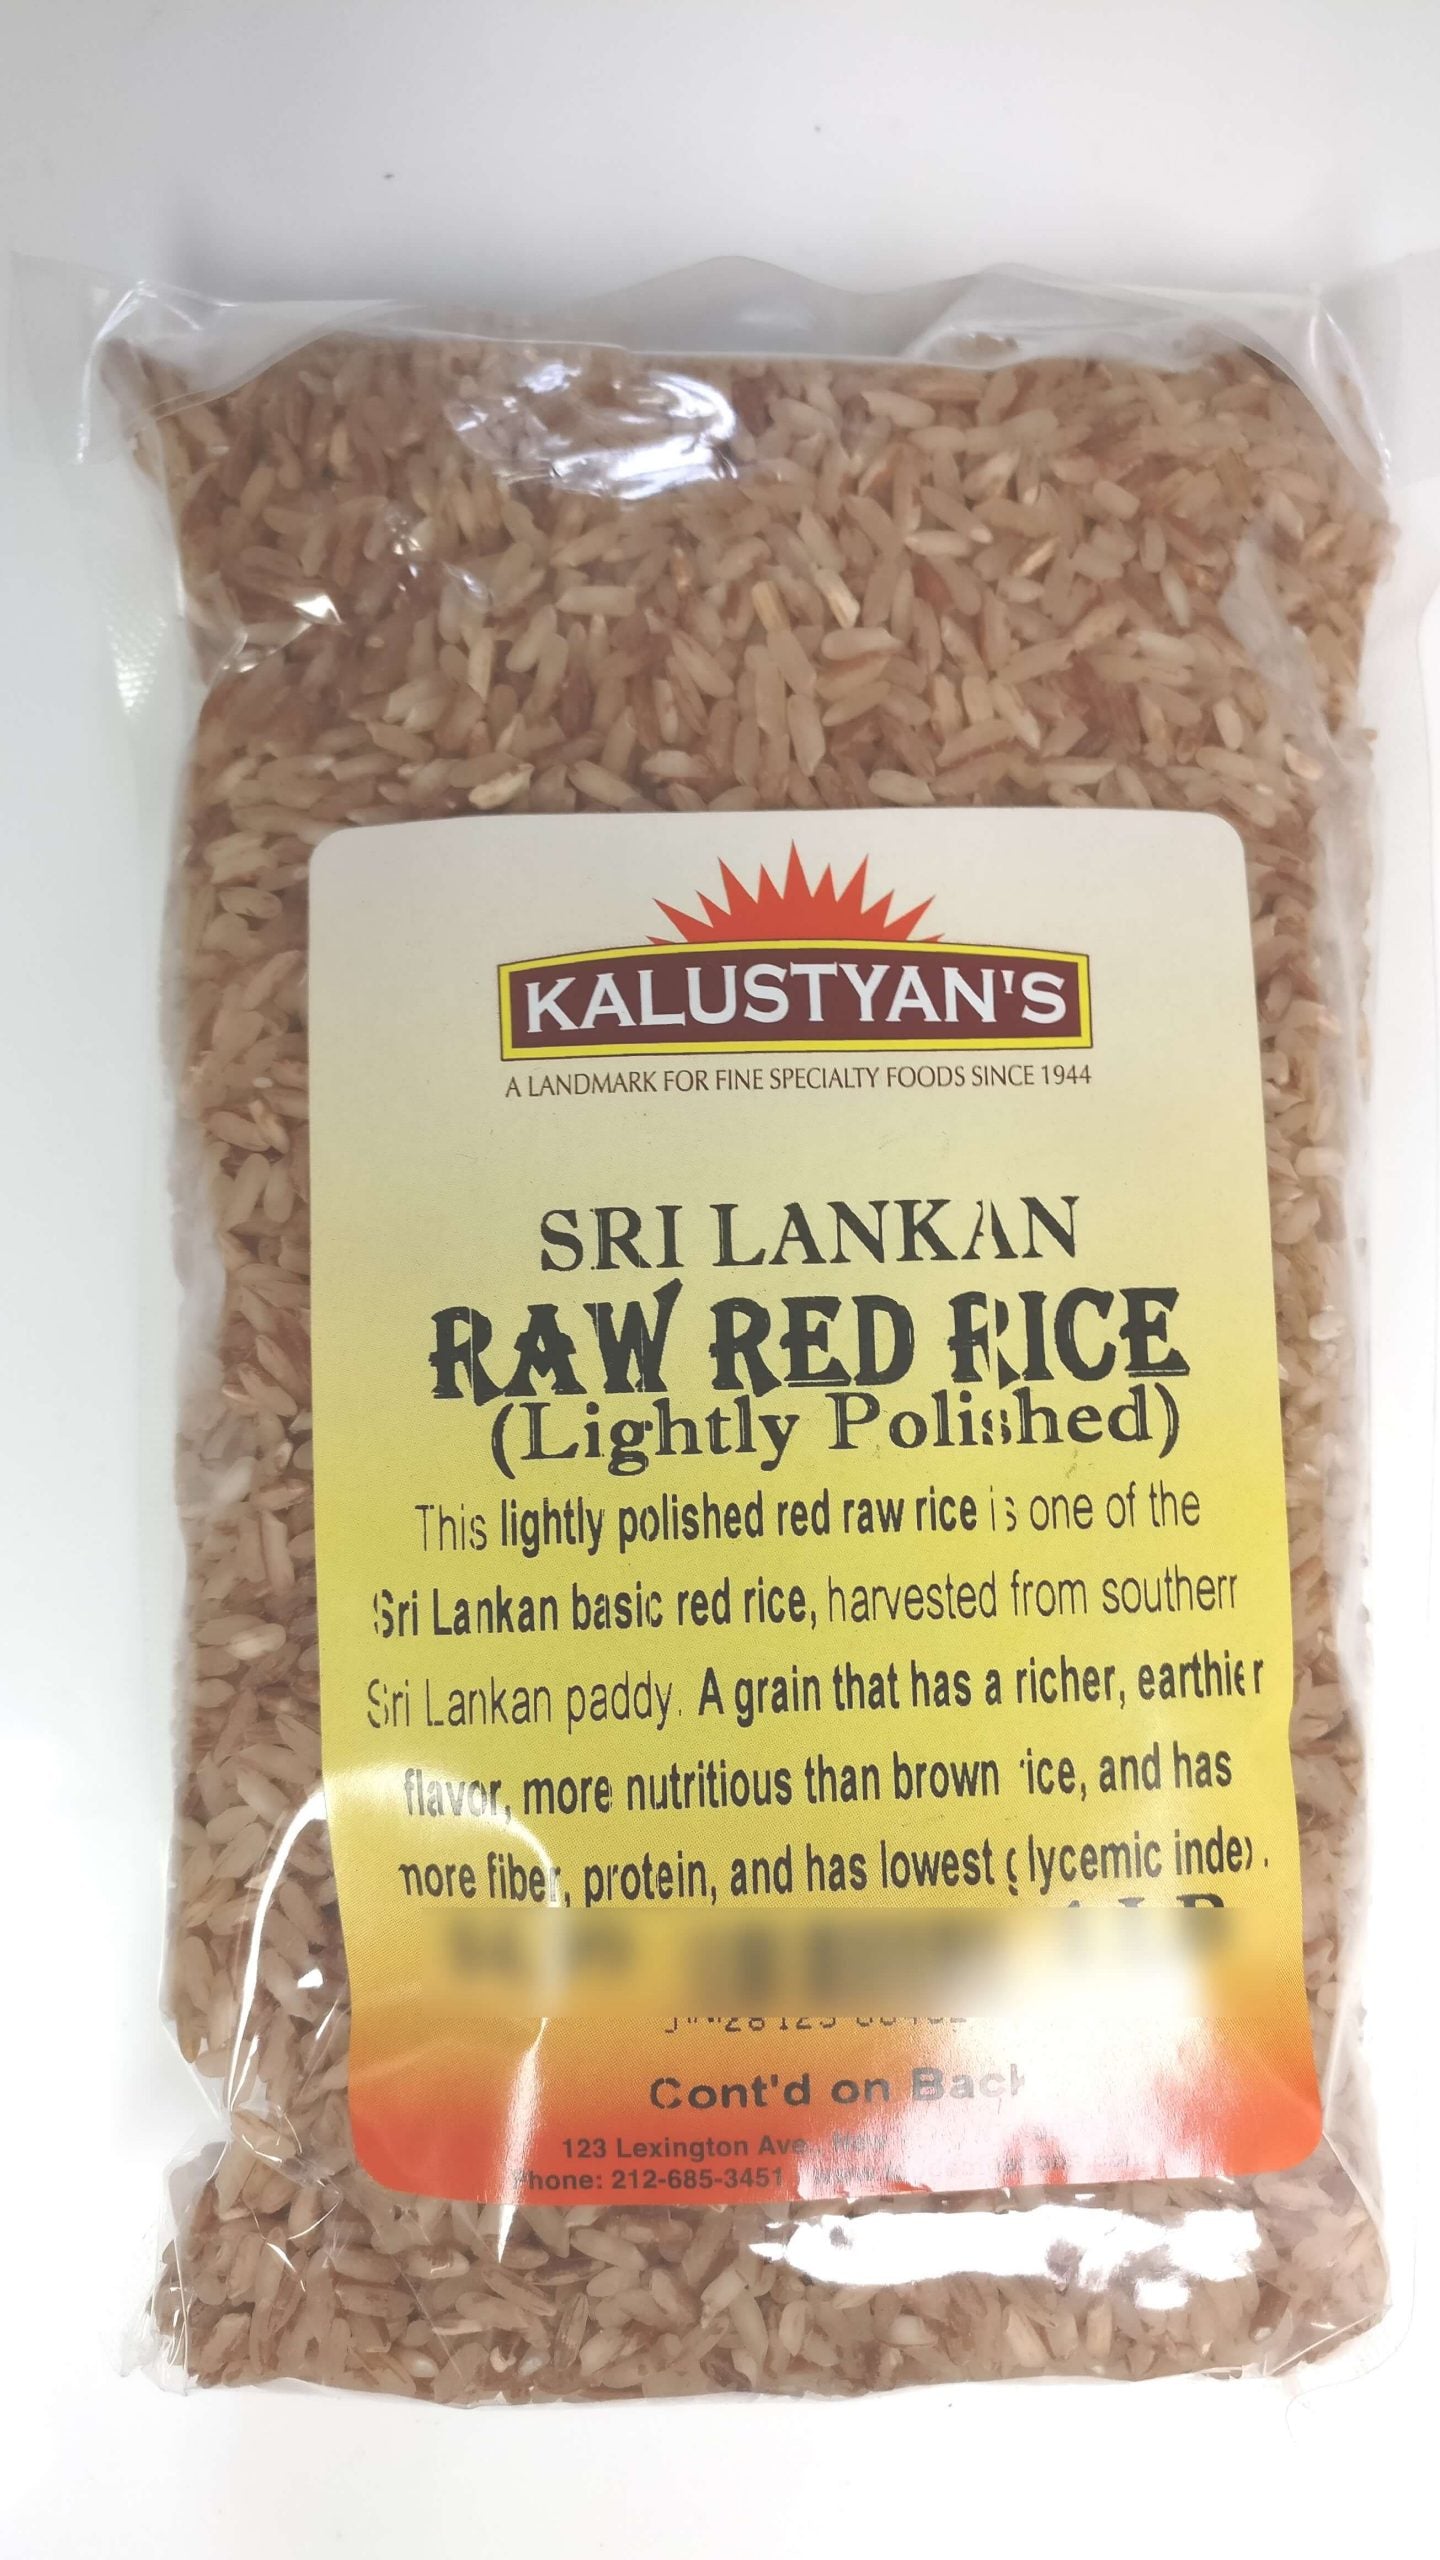 KALUSTYAN'S
A LANDMARK FOR FINE SPECIALTY FOODS SINCE 1944
SRI LANKAN
RAW RED RICE
(Lightly Polished)
This lightly polished red raw rice is one of the
Sri Lankan basic red rice, harvested from southern
Sri Lankan paddy. A grain that has a richer, earthier
flavor, more nutritious than brown rice, and has
more fiber, protein, and has lowest glycemic index.
Cont'd on Back
123 Lexington Ave
Phone: 212-685-3451